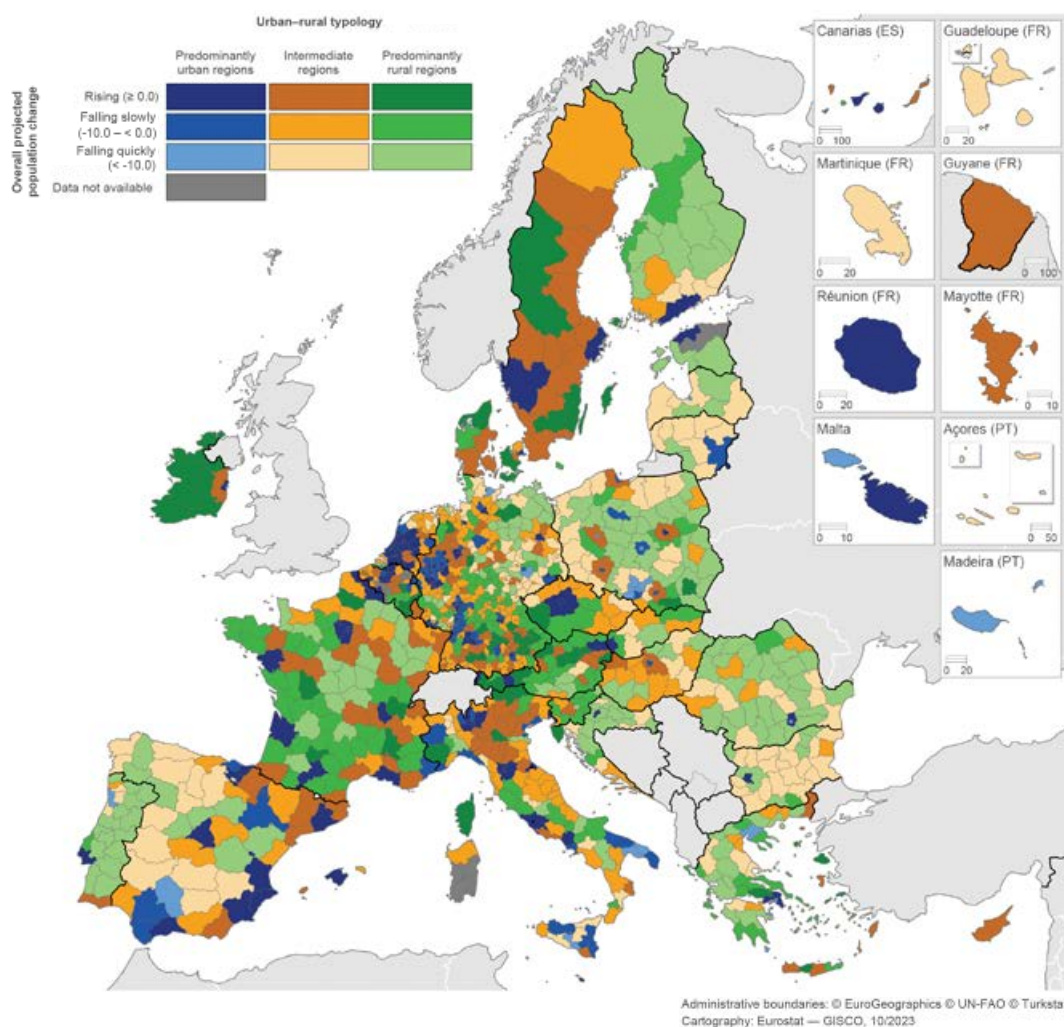 Urban–rural typology
Predominantly urban regions
Intermediate regions
Predominantly rural regions
Overall projected population change
Rising (≥ 0.0)
Falling slowly (-10.0 – < 0.0)
Falling quickly (< -10.0)
Data not available
Canarias (ES)
0 100
Guadeloupe (FR)
0 20
Martinique (FR)
0 20
Guyane (FR)
0 100
Réunion (FR)
0 20
Mayotte (FR)
0 10
Malta
0 10
Açores (PT)
0 50
Madeira (PT)
0 20
Administrative boundaries: © EuroGeographics © UN-FAO © Turksta
Cartography: Eurostat — GISCO, 10/2023